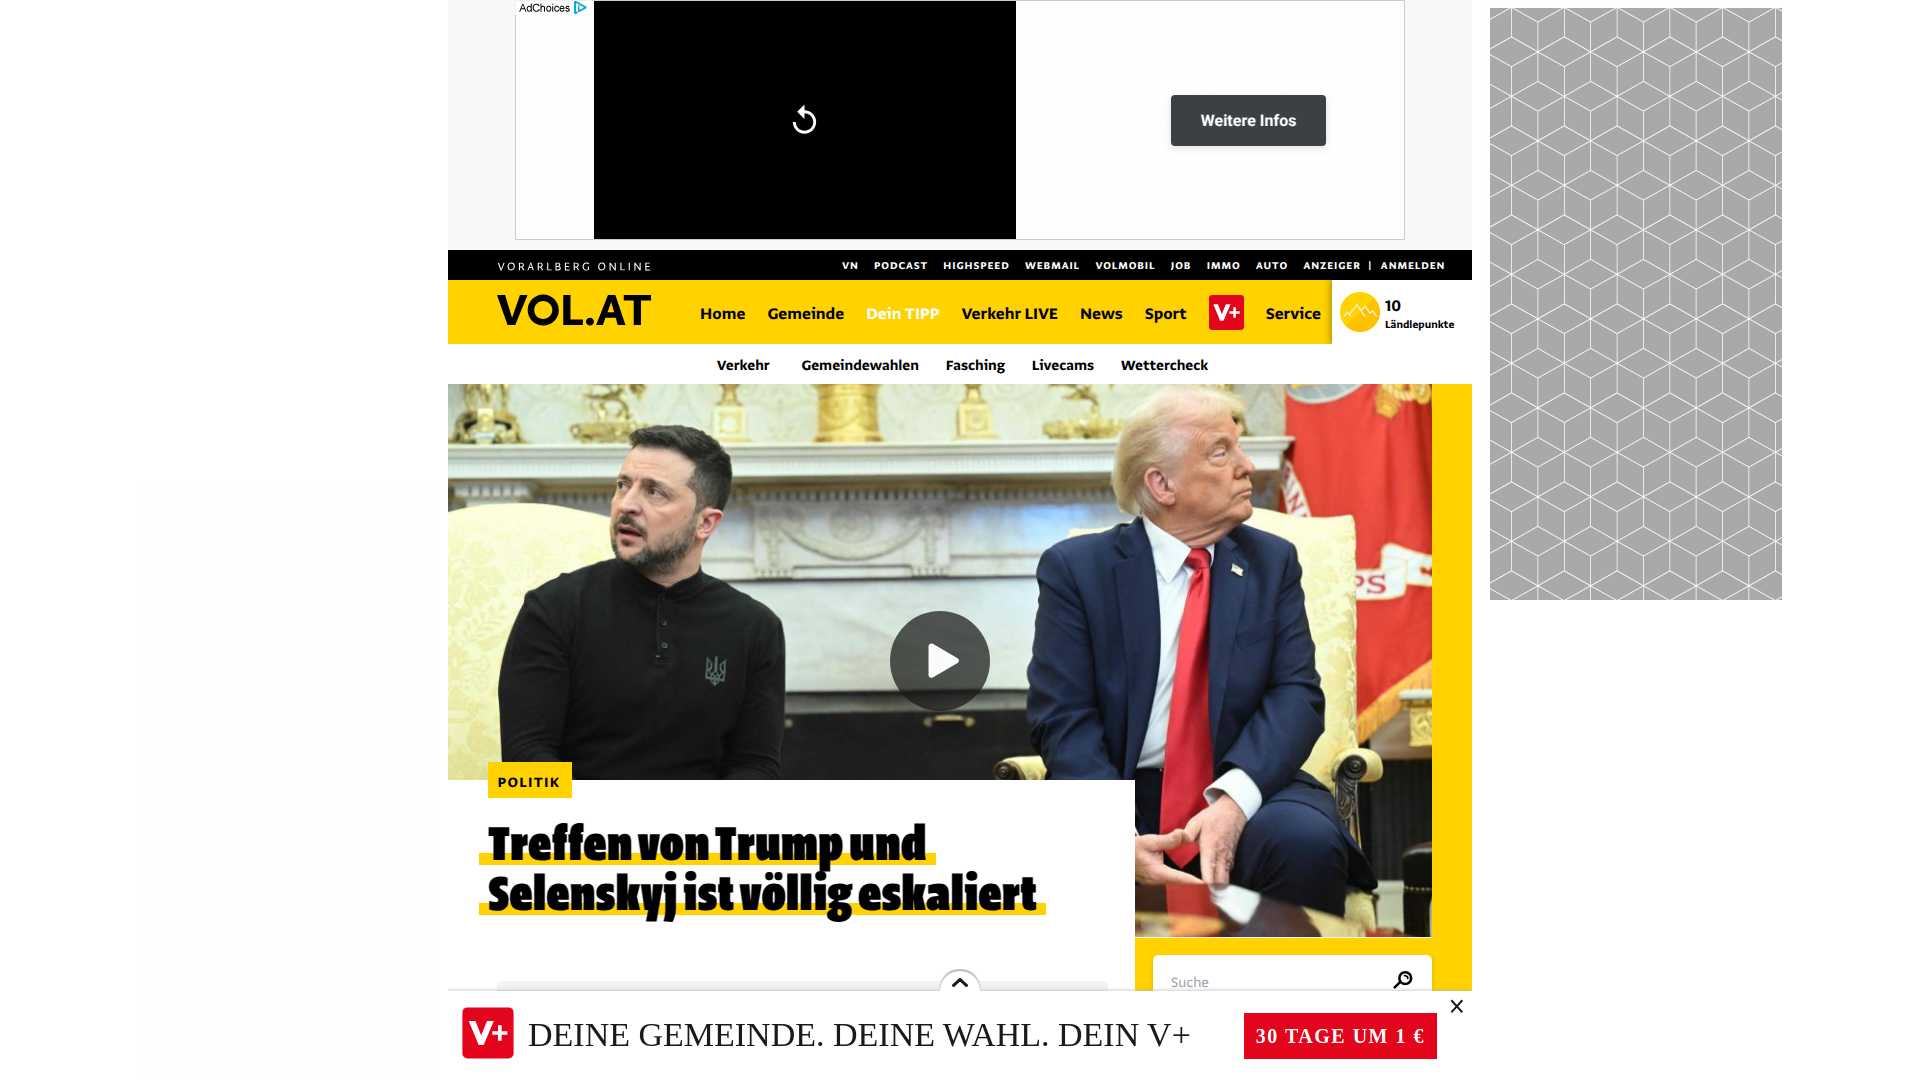 AdChoices
Weitere Infos
VORARLBERG ONLINE
VN PODCAST HIGHSPEED WEBMAIL VOLMOBIL JOB IMMO AUTO ANZEIGER | ANMELDEN
VOL.AT
Home Gemeinde Dein TIPP Verkehr LIVE News Sport V+ Service
10
Ländlepunkte
Verkehr Gemeindewahlen Fasching Livecams Wettercheck
PS
POLITIK
Treffen von Trump und
Selenskyj ist völlig eskaliert
Suche
V+ DEINE GEMEINDE. DEINE WAHL. DEIN V+
30 TAGE UM 1 €